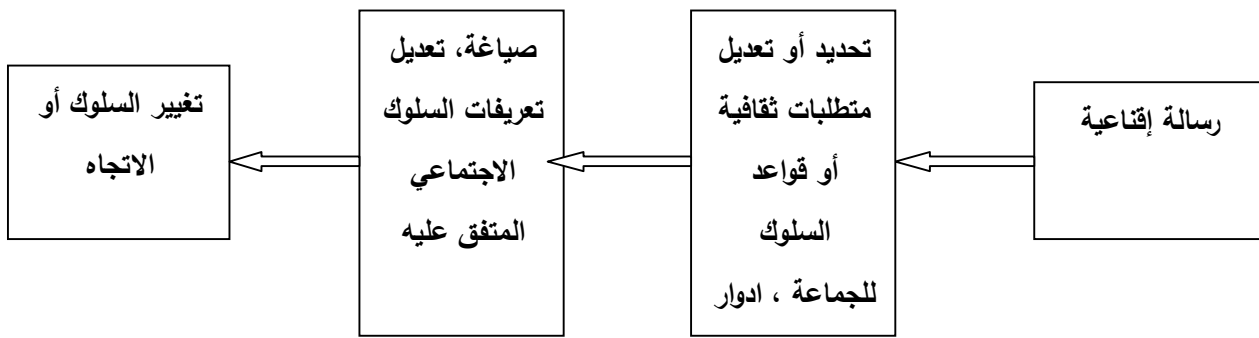 رسالة إقناعية
تحديد أو تعديل
متطلبات ثقافية
أو قواعد
السلوك
للجماعة ، ادوار
صياغة، تعديل
تعريفات السلوك
الاجتماعي
المتفق عليه
تغيير السلوك أو
الاتجاه